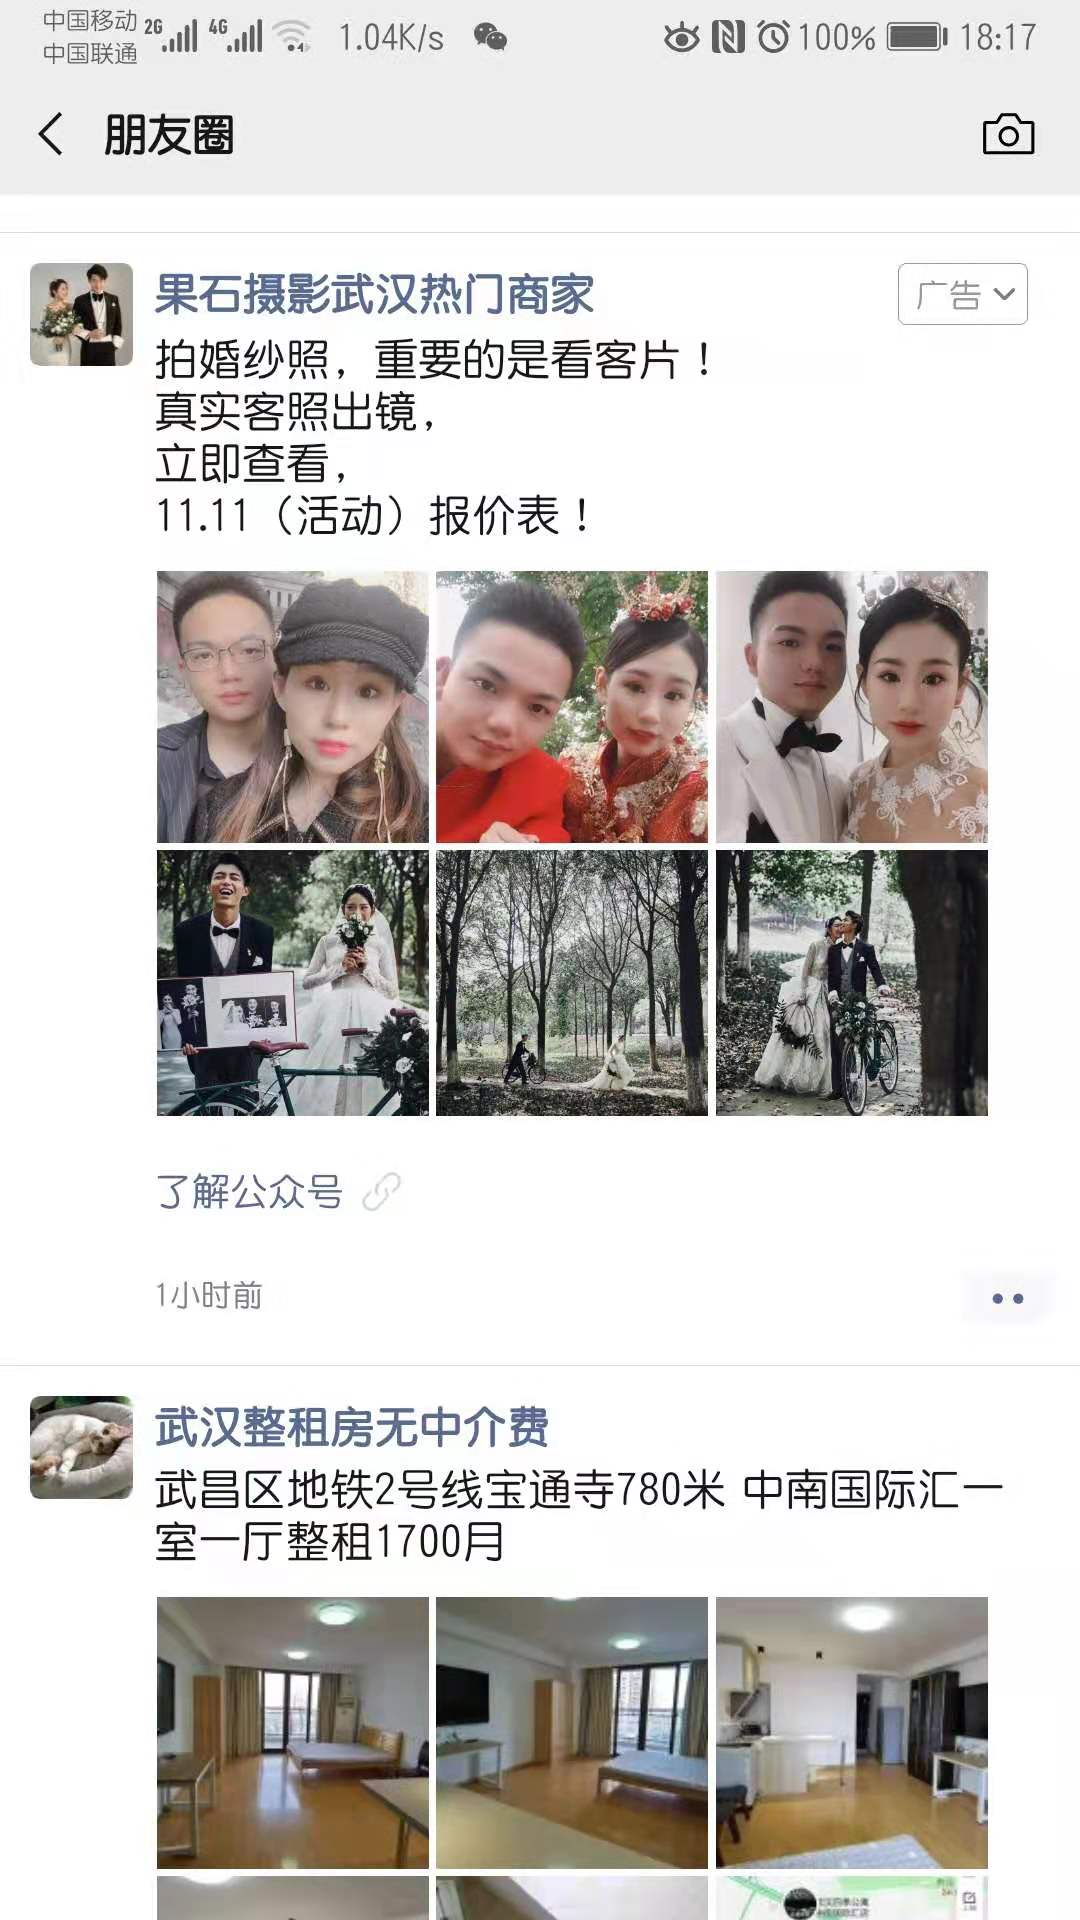 中国移动 2G 4G 1.04K/s 100% 18:17
中国联通
朋友圈
果石摄影武汉热门商家 广告
拍婚纱照，重要的是看客片！
真实客照出镜，
立即查看，
11.11（活动）报价表！
了解公众号
1小时前
武汉整租房无中介费
武昌区地铁2号线宝通寺780米 中南国际汇一
室一厅整租1700月